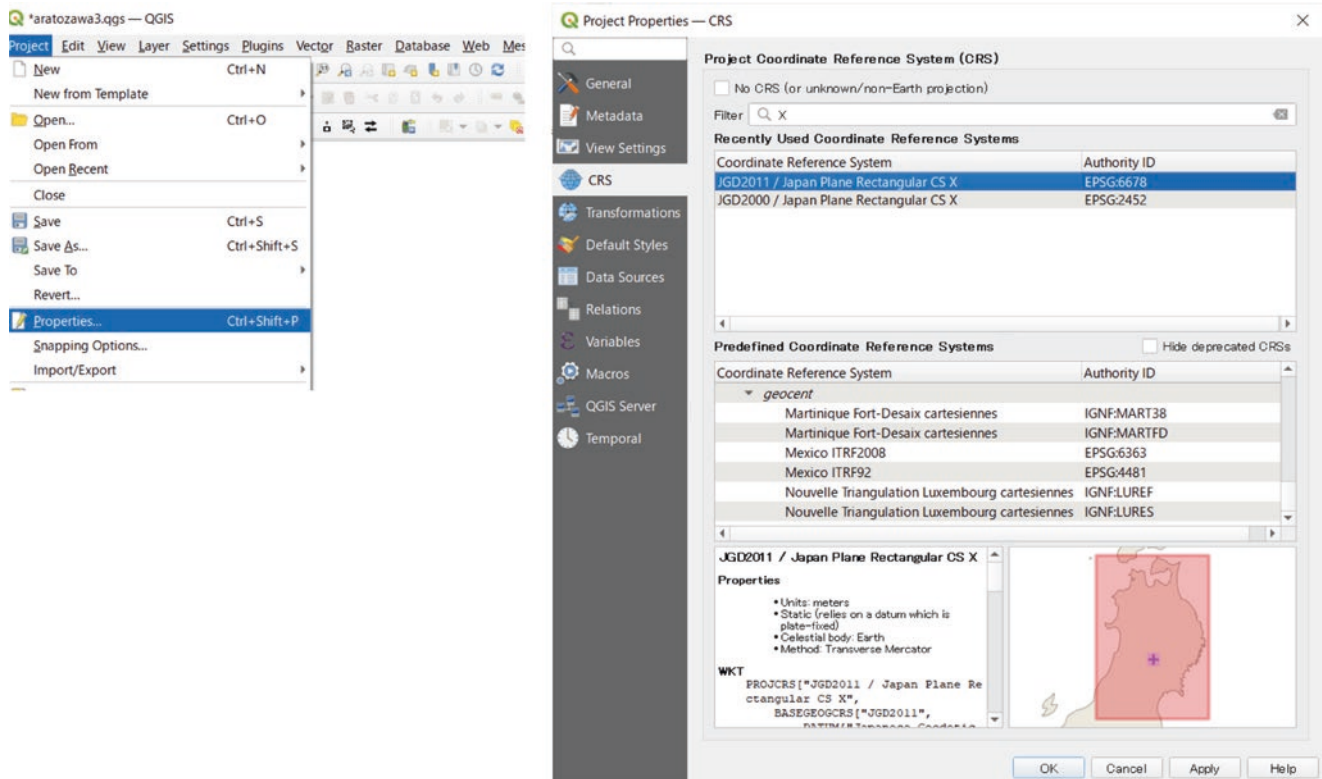 *aratozawa3.qgs — QGIS
Project Edit View Layer Settings Plugins Vector Raster Database Web Mes
New Ctrl+N
New from Template
Open... Ctrl+O
Open From
Open Recent
Close
Save Ctrl+S
Save As... Ctrl+Shift+S
Save To
Revert...
Properties... Ctrl+Shift+P
Snapping Options...
Import/Export
Project Properties — CRS
General
Metadata
View Settings
CRS
Transformations
Default Styles
Data Sources
Relations
Variables
Macros
QGIS Server
Temporal
Project Coordinate Reference System (CRS)
No CRS (or unknown/non-Earth projection)
Filter X
Recently Used Coordinate Reference Systems
Coordinate Reference System Authority ID
JGD2011 / Japan Plane Rectangular CS X EPSG:6678
JGD2000 / Japan Plane Rectangular CS X EPSG:2452
Predefined Coordinate Reference Systems Hide deprecated CRSs
Coordinate Reference System Authority ID
geocent
Martinique Fort-Desaix cartesiennes IGNF:MART38
Martinique Fort-Desaix cartesiennes IGNF:MARTFD
Mexico ITRF2008 EPSG:6363
Mexico ITRF92 EPSG:4481
Nouvelle Triangulation Luxembourg cartesiennes IGNF:LUREF
Nouvelle Triangulation Luxembourg cartesiennes IGNF:LURES
JGD2011 / Japan Plane Rectangular CS X
Properties
• Units: meters
• Static (relies on a datum which is
plate-fixed)
• Celestial body: Earth
• Method: Transverse Mercator
WKT
PROJCRS["JGD2011 / Japan Plane Re
ctangular CS X",
BASEGEOGCRS["JGD2011",
OK Cancel Apply Help